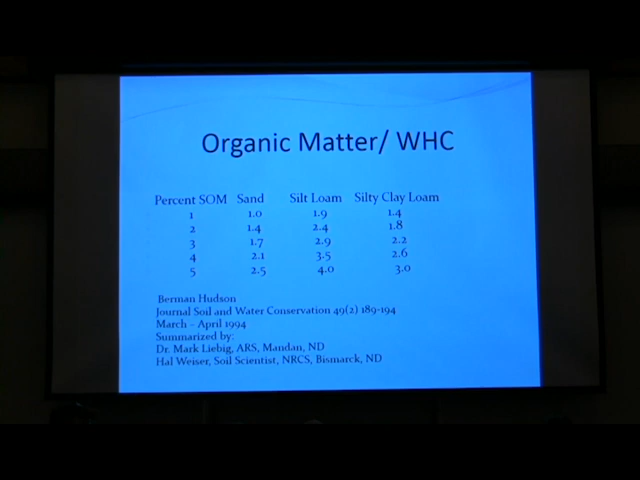 Organic Matter/ WHC
Percent SOM Sand Silt Loam Silty Clay Loam
1 1.0 1.9 1.4
2 1.4 2.4 1.8
3 1.7 2.9 2.2
4 2.1 3.5 2.6
5 2.5 4.0 3.0
Berman Hudson
Journal Soil and Water Conservation 49(2) 189-194
March – April 1994
Summarized by:
Dr. Mark Liebig, ARS, Mandan, ND
Hal Weiser, Soil Scientist, NRCS, Bismarck, ND